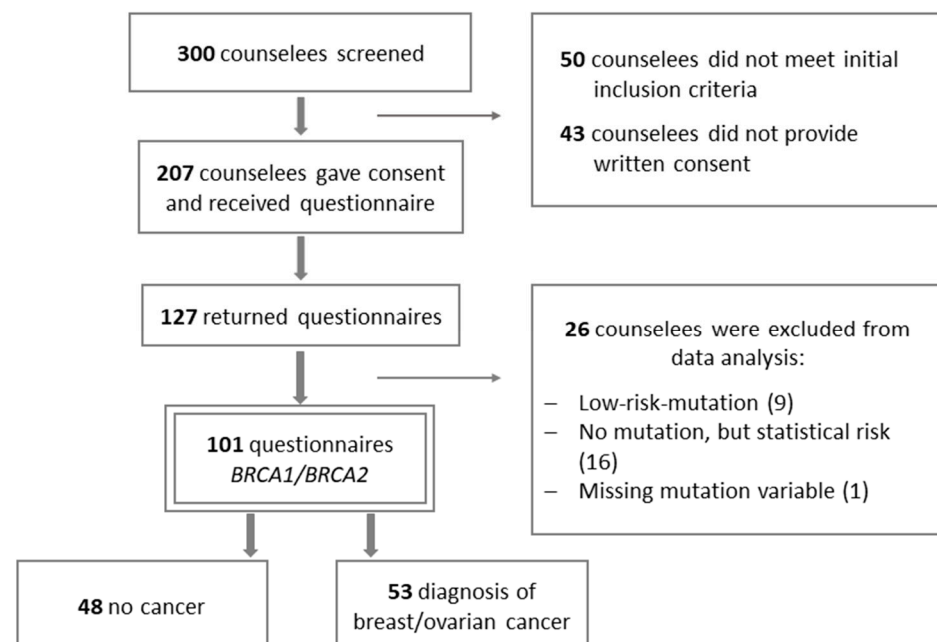 300 counselees screened
50 counselees did not meet initial
inclusion criteria
43 counselees did not provide
written consent
207 counselees gave consent
and received questionnaire
127 returned questionnaires
26 counselees were excluded from
data analysis:
– Low-risk-mutation (9)
– No mutation, but statistical risk
(16)
– Missing mutation variable (1)
101 questionnaires
BRCA1/BRCA2
48 no cancer
53 diagnosis of
breast/ovarian cancer